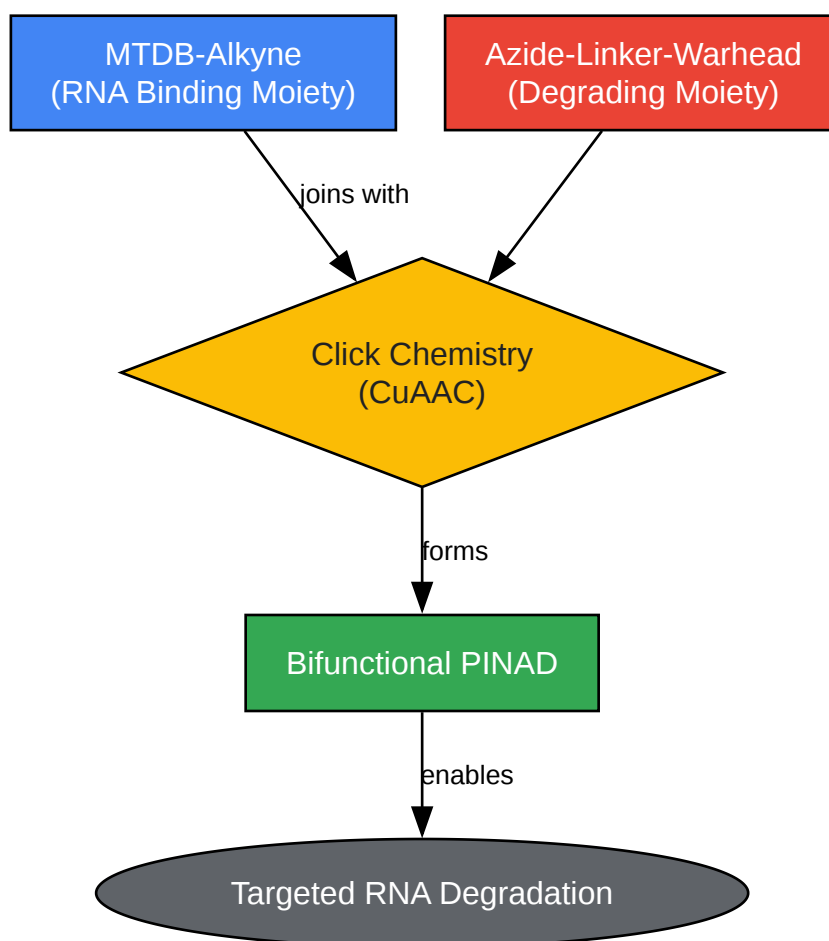 MTDB-Alkyne
(RNA Binding Moiety)
Azide-Linker-Warhead
(Degrading Moiety)
joins with
Click Chemistry
(CuAAC)
forms
Bifunctional PINAD
enables
Targeted RNA Degradation